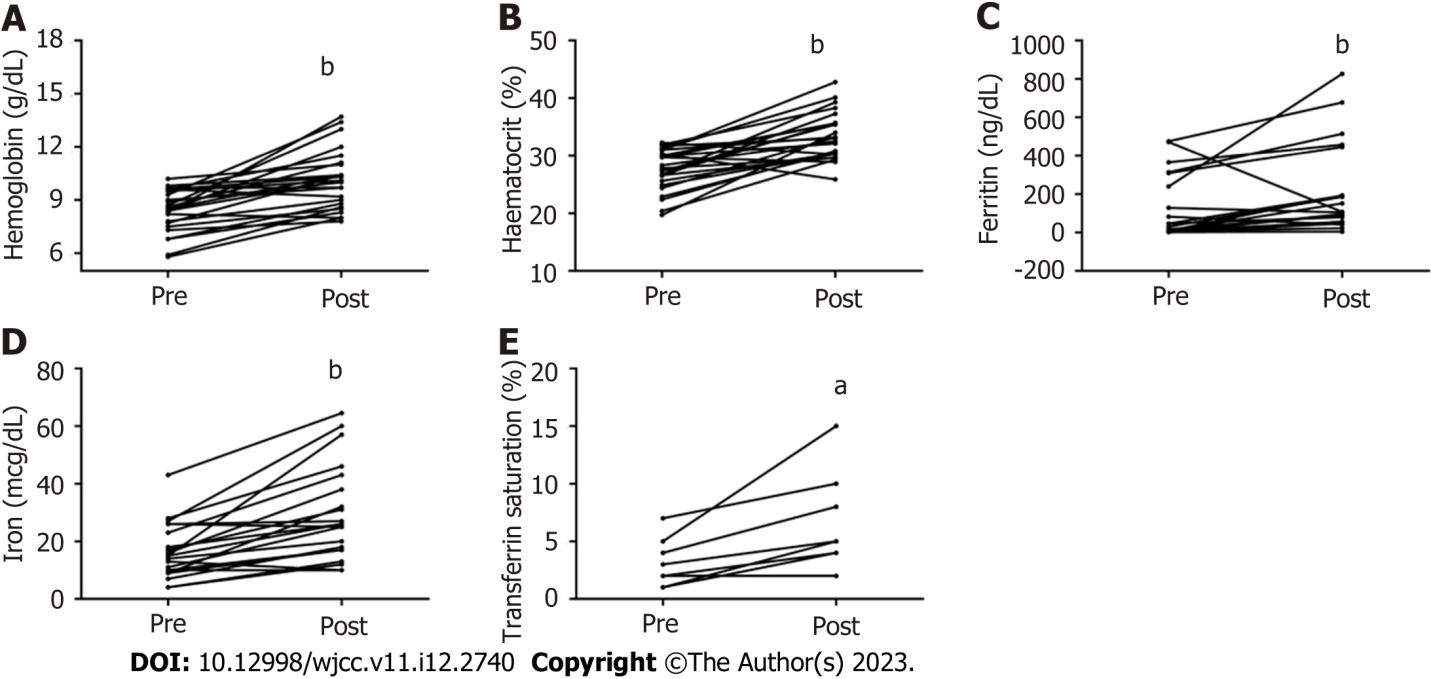 A
Hemoglobin (g/dL)
18
15
12
9
6
b
Pre
Post
B
Haematocrit (%)
50
40
30
20
10
b
Pre
Post
C
Ferritin (ng/dL)
1000
800
600
400
200
0
-200
b
Pre
Post
D
Iron (mcg/dL)
80
60
40
20
0
b
Pre
Post
E
Transferrin saturation (%)
20
15
10
5
0
a
Pre
Post
DOI: 10.12998/wjcc.v11.i12.2740 Copyright ©The Author(s) 2023.